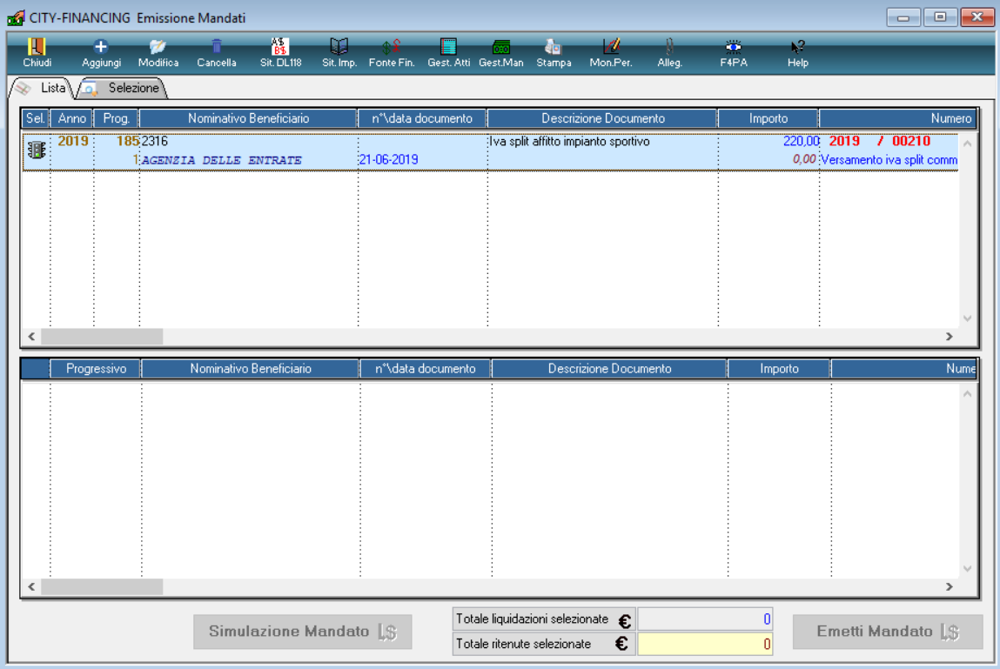 CITY-FINANCING Emissione Mandati
Chiudi Aggiungi Modifica Cancella Sit. DL118 Sit. Imp. Fonte Fin. Gest. Atti Gest.Man Stampa Mon.Per. Alleg. F4PA Help
Lista Selezione
Sel. Anno Prog. Nominativo Beneficiario n°\data documento Descrizione Documento Importo Numero
2019 185 2316 Iva split affitto impianto sportivo 220,00 2019 / 00210
1 AGENZIA DELLE ENTRATE 21-06-2019 0,00 Versamento iva split comm
Progressivo Nominativo Beneficiario n°\data documento Descrizione Documento Importo Nume
Simulazione Mandato Totale liquidazioni selezionate € 0 Emetti Mandato
Totale ritenute selezionate € 0